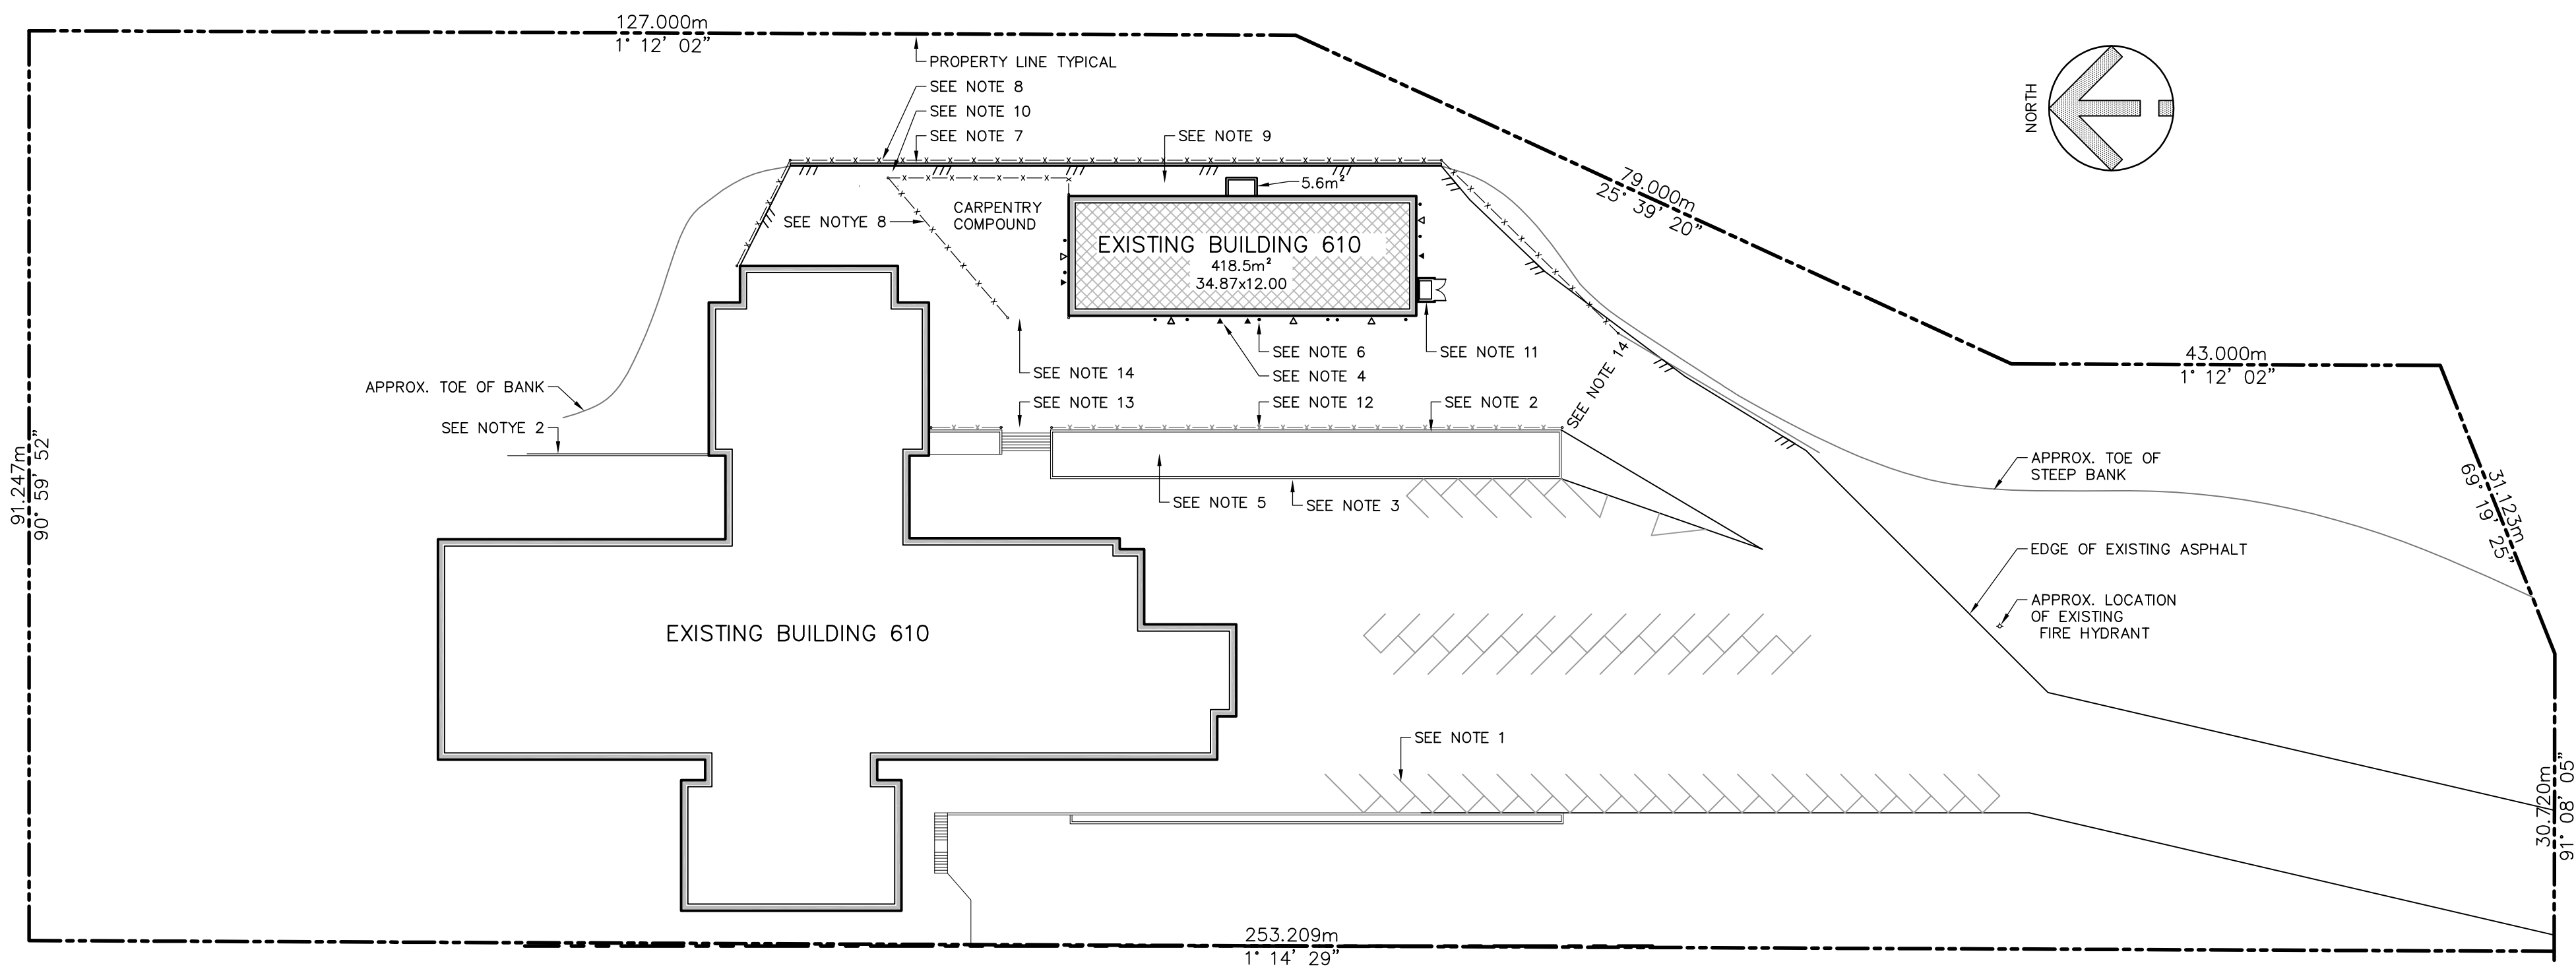 127.000m
1° 12' 02"
PROPERTY LINE TYPICAL
SEE NOTE 8
SEE NOTE 10
SEE NOTE 7
SEE NOTE 9
NORTH
5.6m²
79.000m
25° 39' 20"
SEE NOTYE 8
CARPENTRY
COMPOUND
EXISTING BUILDING 610
418.5m²
34.87x12.00
SEE NOTE 6
SEE NOTE 11
SEE NOTE 14
SEE NOTE 4
43.000m
1° 12' 02"
APPROX. TOE OF BANK
SEE NOTE 13
SEE NOTE 12
SEE NOTE 2
SEE NOTE 14
SEE NOTYE 2
91.247m
90° 59' 52"
APPROX. TOE OF
STEEP BANK
31.123m
69° 19' 25"
SEE NOTE 5
SEE NOTE 3
EDGE OF EXISTING ASPHALT
APPROX. LOCATION
OF EXISTING
FIRE HYDRANT
EXISTING BUILDING 610
SEE NOTE 1
30.720m
91° 08' 05"
253.209m
1° 14' 29"